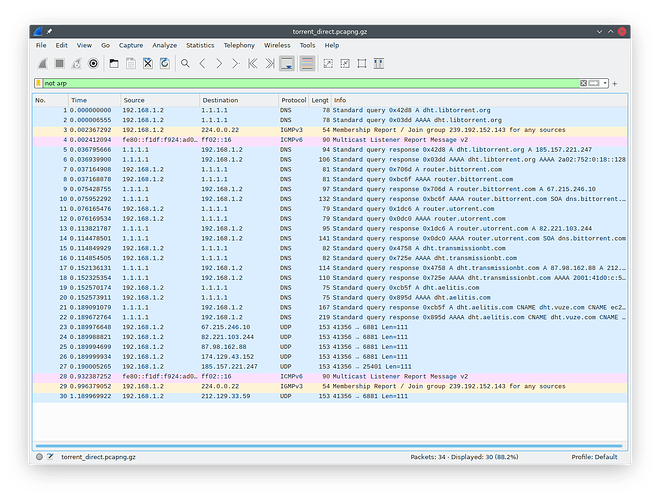 torrent_direct.pcapng.gz
File Edit View Go Capture Analyze Statistics Telephony Wireless Tools Help
not arp
No. Time Source Destination Protocol Lengt Info
1 0.000000000 192.168.1.2 1.1.1.1 DNS 78 Standard query 0x42d8 A dht.libtorrent.org
2 0.000006555 192.168.1.2 1.1.1.1 DNS 78 Standard query 0x03dd AAAA dht.libtorrent.org
3 0.002367292 192.168.1.2 224.0.0.22 IGMPv3 54 Membership Report / Join group 239.192.152.143 for any sources
4 0.002412094 fe80::f1df:f924:ad0… ff02::16 ICMPv6 90 Multicast Listener Report Message v2
5 0.036795666 1.1.1.1 192.168.1.2 DNS 94 Standard query response 0x42d8 A dht.libtorrent.org A 185.157.221.247
6 0.036939900 1.1.1.1 192.168.1.2 DNS 106 Standard query response 0x03dd AAAA dht.libtorrent.org AAAA 2a02:752:0:18::128
7 0.037164908 192.168.1.2 1.1.1.1 DNS 81 Standard query 0x706d A router.bittorrent.com
8 0.037168878 192.168.1.2 1.1.1.1 DNS 81 Standard query 0xbc6f AAAA router.bittorrent.com
9 0.075428755 1.1.1.1 192.168.1.2 DNS 97 Standard query response 0x706d A router.bittorrent.com A 67.215.246.10
10 0.075952292 1.1.1.1 192.168.1.2 DNS 132 Standard query response 0xbc6f AAAA router.bittorrent.com SOA dns.bittorrent.…
11 0.076165476 192.168.1.2 1.1.1.1 DNS 79 Standard query 0x1dc6 A router.utorrent.com
12 0.076169534 192.168.1.2 1.1.1.1 DNS 79 Standard query 0x0dc0 AAAA router.utorrent.com
13 0.113821787 1.1.1.1 192.168.1.2 DNS 95 Standard query response 0x1dc6 A router.utorrent.com A 82.221.103.244
14 0.114478501 1.1.1.1 192.168.1.2 DNS 141 Standard query response 0x0dc0 AAAA router.utorrent.com SOA dns.bittorrent.com
15 0.114849929 192.168.1.2 1.1.1.1 DNS 82 Standard query 0x4758 A dht.transmissionbt.com
16 0.114854505 192.168.1.2 1.1.1.1 DNS 82 Standard query 0x725e AAAA dht.transmissionbt.com
17 0.152136131 1.1.1.1 192.168.1.2 DNS 114 Standard query response 0x4758 A dht.transmissionbt.com A 87.98.162.88 A 212.…
18 0.152325354 1.1.1.1 192.168.1.2 DNS 110 Standard query response 0x725e AAAA dht.transmissionbt.com AAAA 2001:41d0:c:5…
19 0.152570174 192.168.1.2 1.1.1.1 DNS 75 Standard query 0xcb5f A dht.aelitis.com
20 0.152573911 192.168.1.2 1.1.1.1 DNS 75 Standard query 0x895d AAAA dht.aelitis.com
21 0.189091079 1.1.1.1 192.168.1.2 DNS 167 Standard query response 0xcb5f A dht.aelitis.com CNAME dht.vuze.com CNAME ec2…
22 0.189672764 1.1.1.1 192.168.1.2 DNS 219 Standard query response 0x895d AAAA dht.aelitis.com CNAME dht.vuze.com CNAME …
23 0.189976648 192.168.1.2 67.215.246.10 UDP 153 41356 → 6881 Len=111
24 0.189988821 192.168.1.2 82.221.103.244 UDP 153 41356 → 6881 Len=111
25 0.189994699 192.168.1.2 87.98.162.88 UDP 153 41356 → 6881 Len=111
26 0.189999934 192.168.1.2 174.129.43.152 UDP 153 41356 → 6881 Len=111
27 0.190005265 192.168.1.2 185.157.221.247 UDP 153 41356 → 25401 Len=111
28 0.932387252 fe80::f1df:f924:ad0… ff02::16 ICMPv6 90 Multicast Listener Report Message v2
29 0.996379052 192.168.1.2 224.0.0.22 IGMPv3 54 Membership Report / Join group 239.192.152.143 for any sources
30 1.189969922 192.168.1.2 212.129.33.59 UDP 153 41356 → 6881 Len=111
torrent_direct.pcapng.gz Packets: 34 · Displayed: 30 (88.2%) Profile: Default